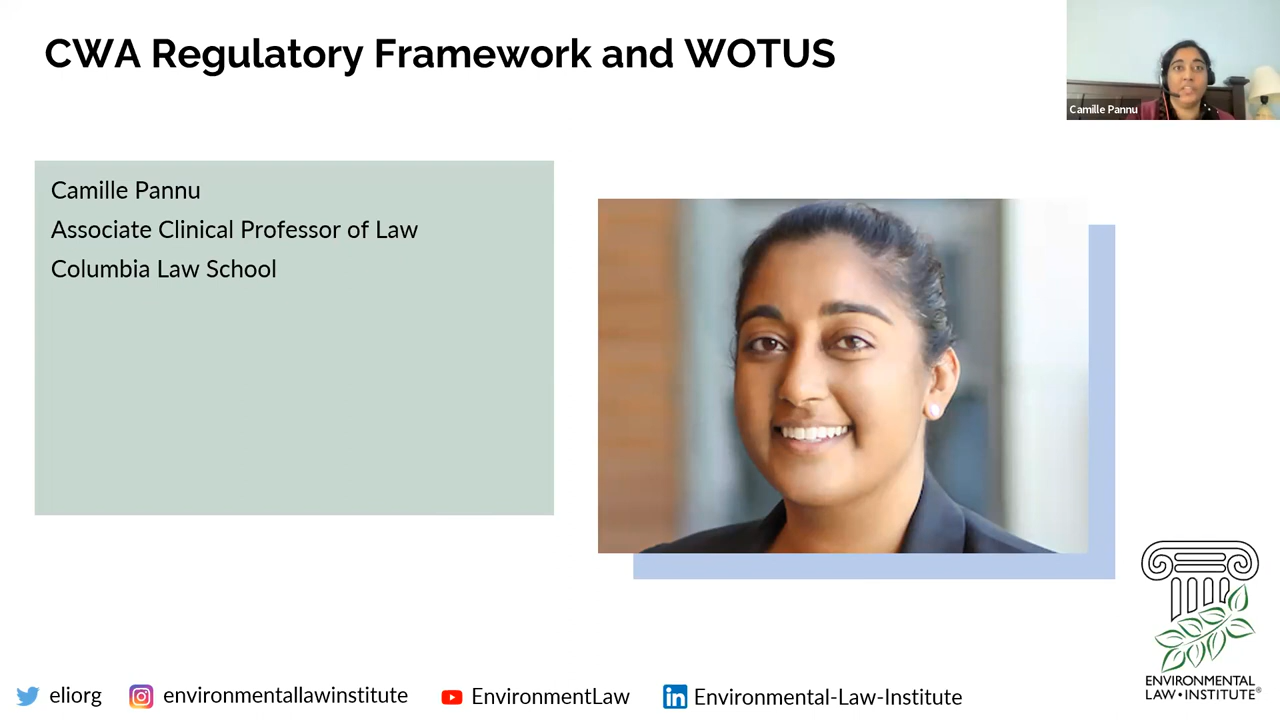 CWA Regulatory Framework and WOTUS
Camille Pannu
Camille Pannu
Associate Clinical Professor of Law
Columbia Law School
ENVIRONMENTAL
LAW•INSTITUTE®
eliorg
environmentallawinstitute
EnvironmentLaw
Environmental-Law-Institute